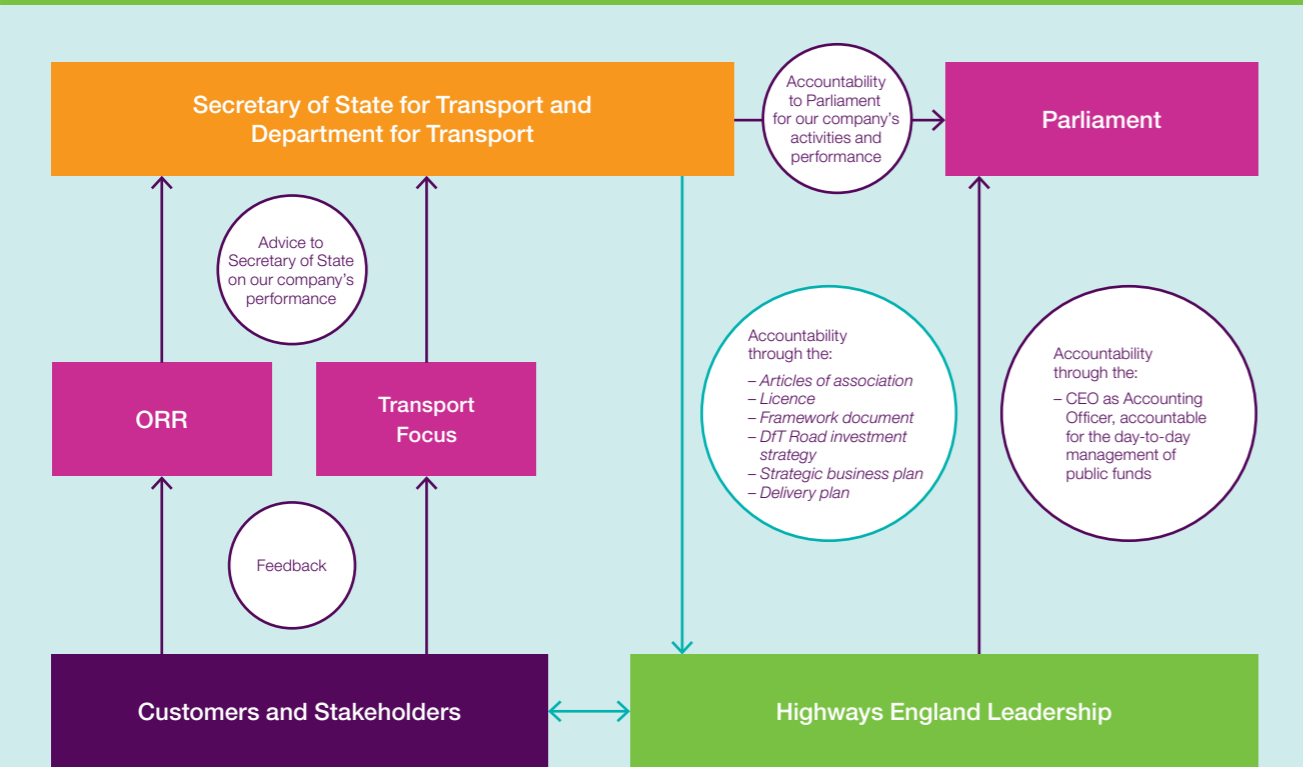 Secretary of State for Transport and
Department for Transport
Accountability
to Parliament
for our company's
activities and
performance
Parliament
Advice to
Secretary of State
on our company's
performance
ORR
Transport
Focus
Accountability
through the:
– Articles of association
– Licence
– Framework document
– DfT Road investment
strategy
– Strategic business plan
– Delivery plan
Accountability
through the:
– CEO as Accounting
Officer, accountable
for the day-to-day
management of
public funds
Feedback
Customers and Stakeholders
Highways England Leadership